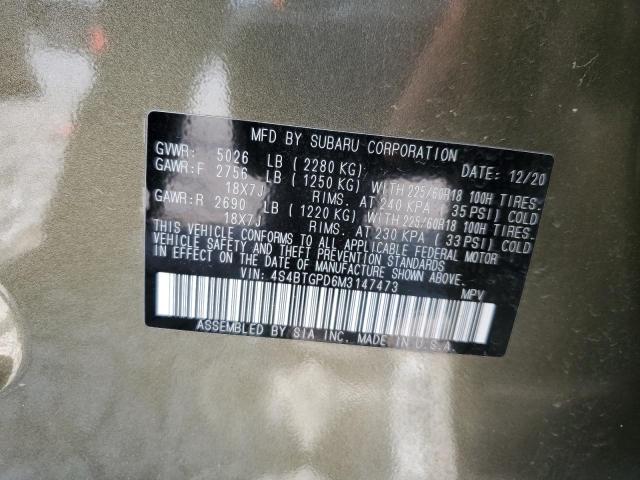 MFD BY SUBARU CORPORATION
GVWR: 5026 LB (2280 KG) DATE: 12/20
GAWR:F 2756 LB (1250 KG) WITH 225/60R18 100H TIRES.
18X7J RIMS. AT 240 KPA ( 35 PSI) COLD
GAWR:R 2690 LB (1220 KG) WITH 225/60R18 100H TIRES.
18X7J RIMS. AT 230 KPA ( 33 PSI) COLD
THIS VEHICLE CONFORMS TO ALL APPLICABLE FEDERAL MOTOR
VEHICLE SAFETY AND THEFT PREVENTION STANDARDS
IN EFFECT ON THE DATE OF MANUFACTURE SHOWN ABOVE.
VIN: 4S4BTGPD6M3147473 MPV
ASSEMBLED BY SIA INC. MADE IN U.S.A.